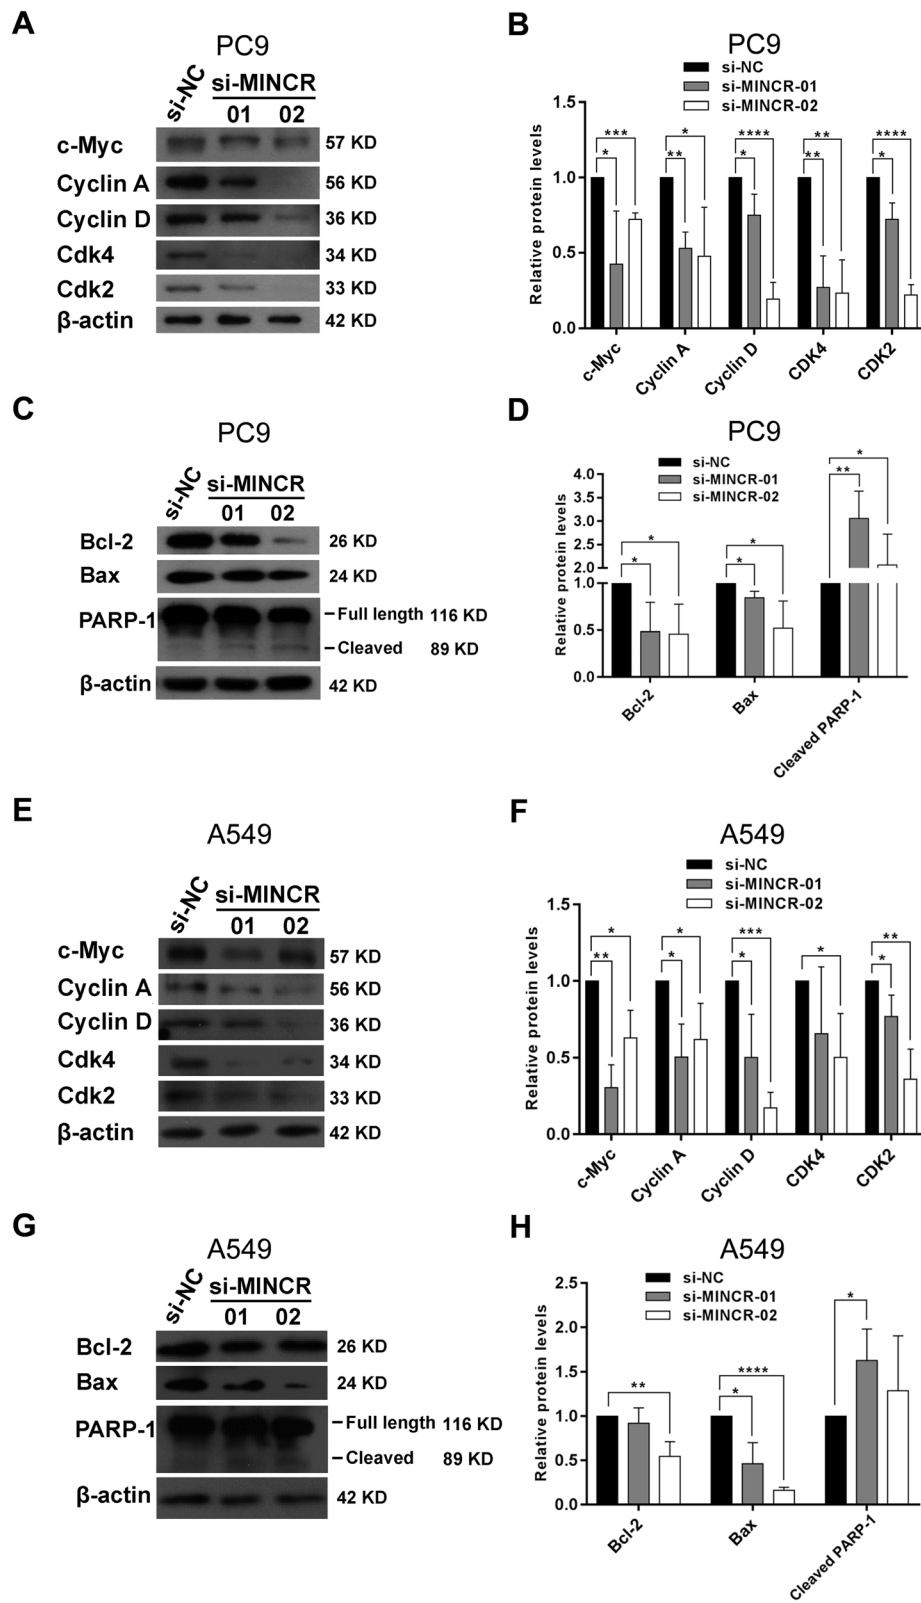 A
PC9
si-NC
si-MINCR
01 02
c-Myc 57 KD
Cyclin A 56 KD
Cyclin D 36 KD
Cdk4 34 KD
Cdk2 33 KD
β-actin 42 KD
B
PC9
si-NC
si-MINCR-01
si-MINCR-02
Relative protein levels
1.5
1.0
0.5
0.0
*** * * ** **** * ** ** **** *
c-Myc Cyclin A Cyclin D CDK4 CDK2
C
PC9
si-NC
si-MINCR
01 02
Bcl-2 26 KD
Bax 24 KD
PARP-1 Full length 116 KD
Cleaved 89 KD
β-actin 42 KD
D
PC9
si-NC
si-MINCR-01
si-MINCR-02
Relative protein levels
4.0
3.5
3.0
2.5
2.0
1.0
0.5
0.0
* * * * * **
Bcl-2 Bax Cleaved PARP-1
E
A549
si-NC
si-MINCR
01 02
c-Myc 57 KD
Cyclin A 56 KD
Cyclin D 36 KD
Cdk4 34 KD
Cdk2 33 KD
β-actin 42 KD
F
A549
si-NC
si-MINCR-01
si-MINCR-02
Relative protein levels
1.5
1.0
0.5
0.0
* ** * * *** * * ** *
c-Myc Cyclin A Cyclin D CDK4 CDK2
G
A549
si-NC
si-MINCR
01 02
Bcl-2 26 KD
Bax 24 KD
PARP-1 Full length 116 KD
Cleaved 89 KD
β-actin 42 KD
H
A549
si-NC
si-MINCR-01
si-MINCR-02
Relative protein levels
2.5
2.0
1.5
1.0
0.5
0.0
** **** * *
Bcl-2 Bax Cleaved PARP-1